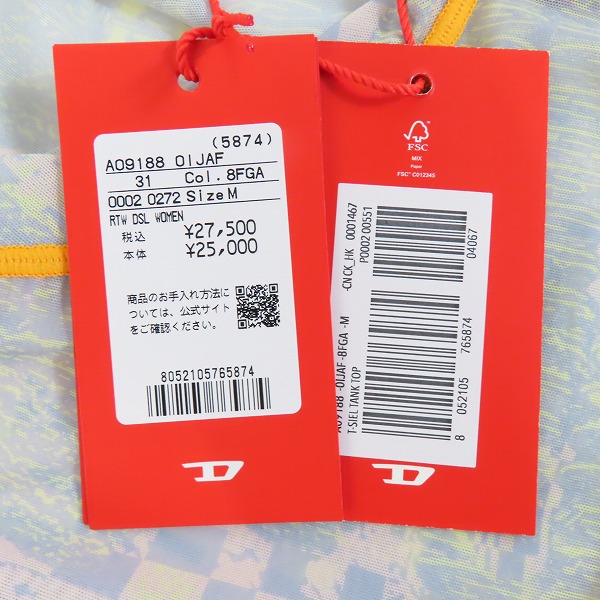 (5874)
A09188 0IJAF
31 Col. 8FGA
0002 0272 Size M
RTW DSL WOMEN
税込 ¥27,500
本体 ¥25,000
商品のお手入れ方法に
ついては、公式サイト
をご確認ください。
8052105765874
D
FSC
MIX
Paper
FSC® C012345
-CNCK_HK 0001467
P0002 00551
04067
A09188 -0IJAF -8FGA -M
T-SIEL TANK TOP
8 052105 765874
D